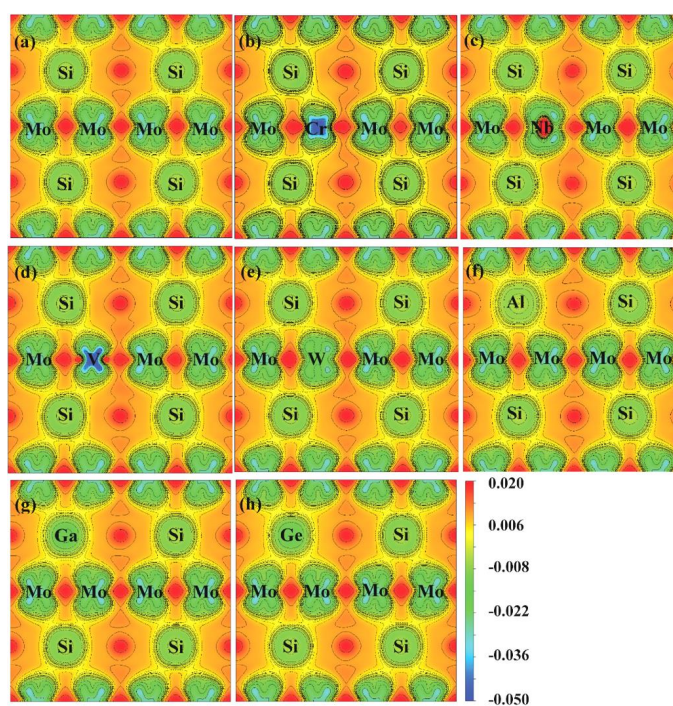 (a) (b) (c)
Si Si Si Si Si Si
Mo Mo Mo Mo Mo Cr Mo Mo Mo Nb Mo Mo
Si Si Si Si Si Si
(d) (e) (f)
Si Si Si Si Al Si
Mo V Mo Mo Mo W Mo Mo Mo Mo Mo Mo
Si Si Si Si Si Si
(g) (h) 0.020
0.006
Ga Si Ge Si
-0.008
Mo Mo Mo Mo Mo Mo Mo Mo
-0.022
Si Si Si Si -0.036
-0.050